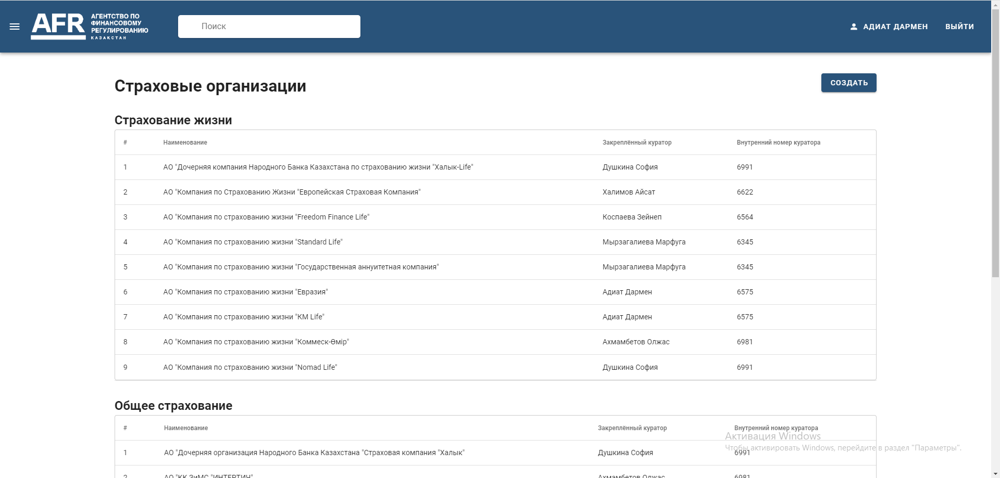 AFR
АГЕНТСТВО ПО
ФИНАНСОВОМУ
РЕГУЛИРОВАНИЮ
КАЗАХСТАН
Поиск
АДИАТ ДАРМЕН
ВЫЙТИ
Страховые организации
СОЗДАТЬ
Страхование жизни
# Наименование Закреплённый куратор Внутренний номер куратора
1 АО "Дочерняя компания Народного Банка Казахстана по страхованию жизни "Халык-Life" Душкина София 6991
2 АО "Компания по Страхованию Жизни "Европейская Страховая Компания" Халимов Айсат 6622
3 АО "Компания по страхованию жизни "Freedom Finance Life" Коспаева Зейнеп 6564
4 АО "Компания по страхованию жизни "Standard Life" Мырзагалиева Марфуга 6345
5 АО "Компания по страхованию жизни "Государственная аннуитетная компания" Мырзагалиева Марфуга 6345
6 АО "Компания по страхованию жизни "Евразия" Адиат Дармен 6575
7 АО "Компания по страхованию жизни "КМ Life" Адиат Дармен 6575
8 АО "Компания по страхованию жизни "Коммеск-Өмір" Ахмамбетов Олжас 6981
9 АО "Компания по страхованию жизни "Nomad Life" Душкина София 6991
Общее страхование
# Наименование Закреплённый куратор Внутренний номер куратора
1 АО "Дочерняя организация Народного Банка Казахстана "Страховая компания "Халык" Душкина София 6991
2 АО "КК ЗиМС "ИНТЕРТИЧ" Ахмамбетов Олжас 6981
Активация Windows
Чтобы активировать Windows, перейдите в раздел "Параметры".